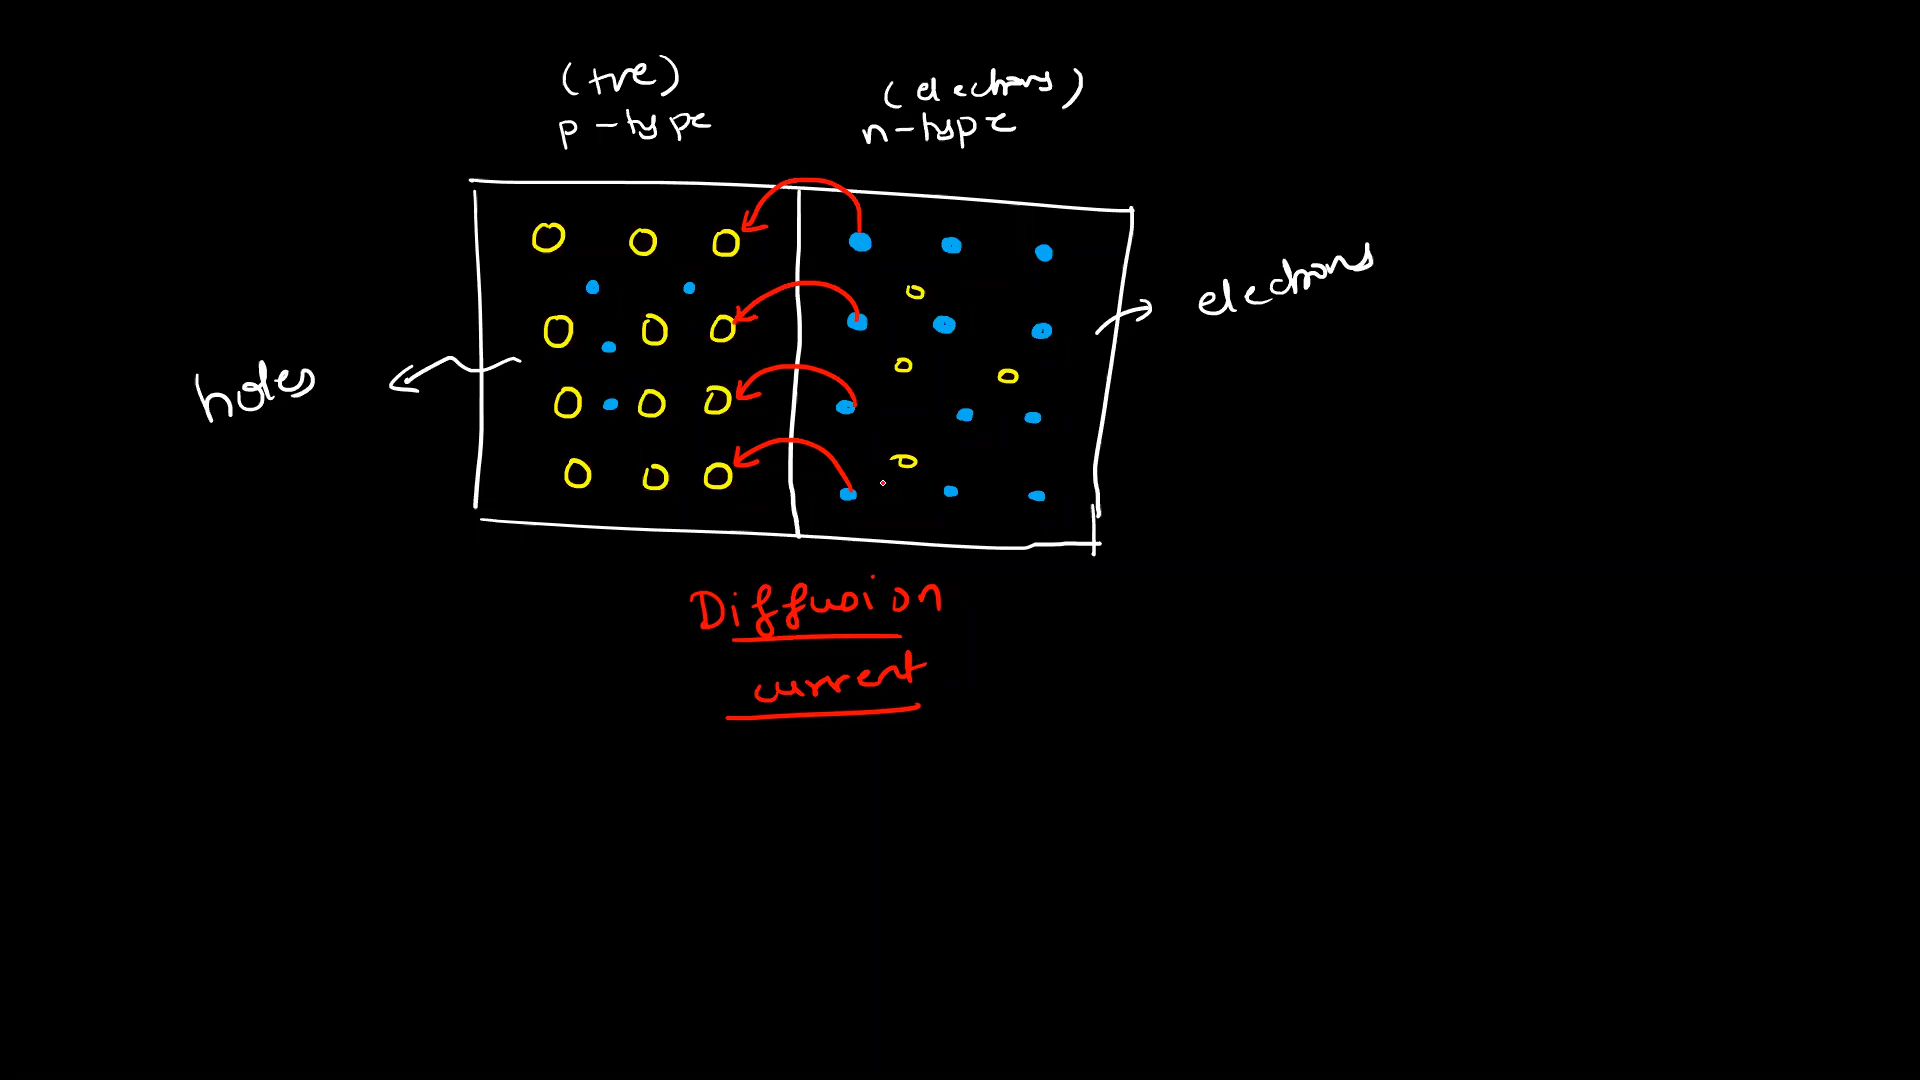 (+ve)
p-type
(electrons)
n-type
electrons
holes
Diffusion
current